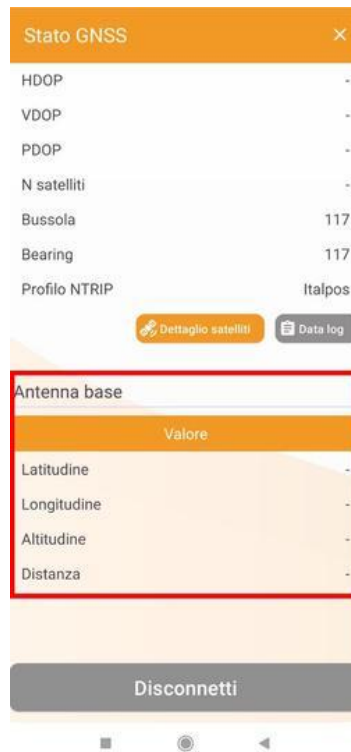 Stato GNSS ×
HDOP -
VDOP -
PDOP -
N satelliti -
Bussola 117
Bearing 117
Profilo NTRIP Italpos
Dettaglio satelliti Data log
Antenna base
Valore
Latitudine -
Longitudine -
Altitudine -
Distanza -
Disconnetti